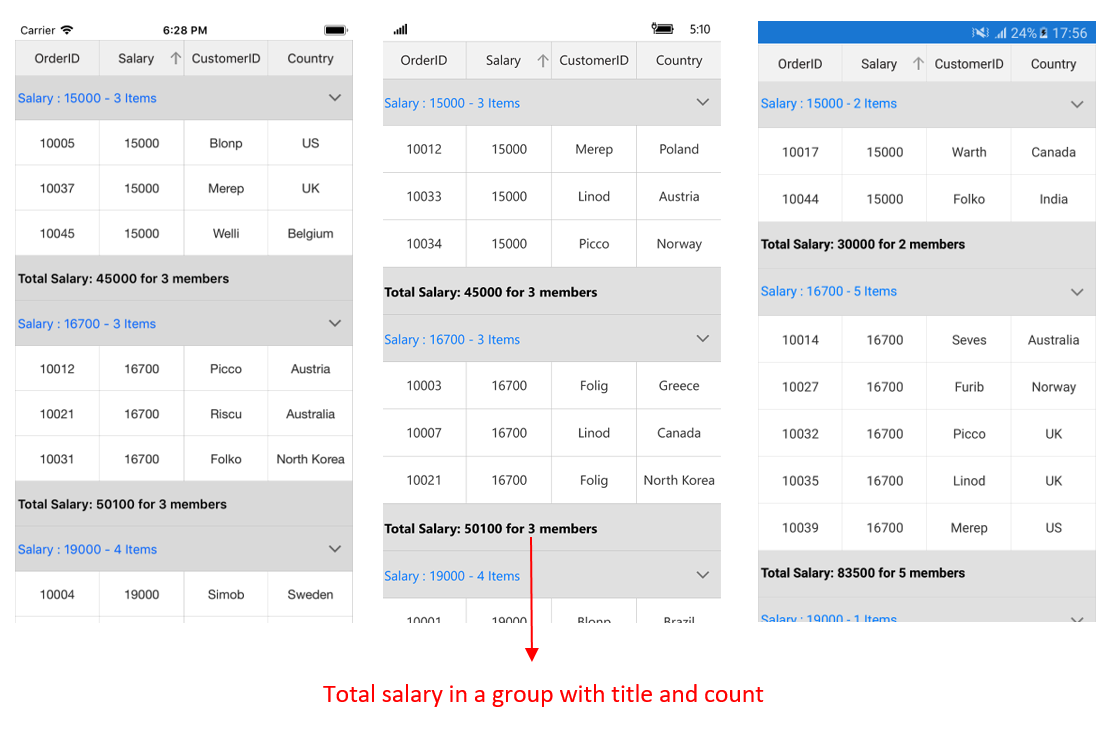 Carrier 6:28 PM
OrderID Salary CustomerID Country
Salary : 15000 - 3 Items
10005 15000 Blonp US
10037 15000 Merep UK
10045 15000 Welli Belgium
Total Salary: 45000 for 3 members
Salary : 16700 - 3 Items
10012 16700 Picco Austria
10021 16700 Riscu Australia
10031 16700 Folko North Korea
Total Salary: 50100 for 3 members
Salary : 19000 - 4 Items
10004 19000 Simob Sweden
5:10
OrderID Salary CustomerID Country
Salary : 15000 - 3 Items
10012 15000 Merep Poland
10033 15000 Linod Austria
10034 15000 Picco Norway
Total Salary: 45000 for 3 members
Salary : 16700 - 3 Items
10003 16700 Folig Greece
10007 16700 Linod Canada
10021 16700 Folig North Korea
Total Salary: 50100 for 3 members
Salary : 19000 - 4 Items
10001 19000 Blonp Brazil
24% 17:56
OrderID Salary CustomerID Country
Salary : 15000 - 2 Items
10017 15000 Warth Canada
10044 15000 Folko India
Total Salary: 30000 for 2 members
Salary : 16700 - 5 Items
10014 16700 Seves Australia
10027 16700 Furib Norway
10032 16700 Picco UK
10035 16700 Linod UK
10039 16700 Merep US
Total Salary: 83500 for 5 members
Salary : 19000 - 1 Items
Total salary in a group with title and count